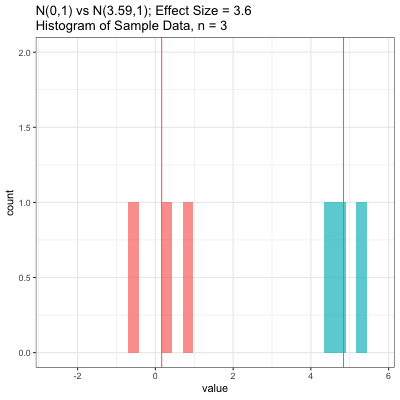 N(0,1) vs N(3.59,1); Effect Size = 3.6
Histogram of Sample Data, n = 3
2.0
1.5
count
1.0
0.5
0.0
-2 0 2 4 6
value